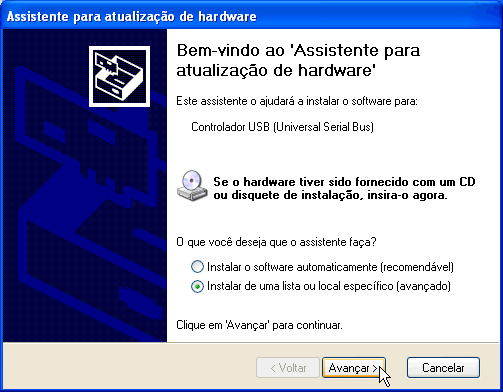 Assistente para atualização de hardware
Bem-vindo ao 'Assistente para
atualização de hardware'
Este assistente o ajudará a instalar o software para:
Controlador USB (Universal Serial Bus)
Se o hardware tiver sido fornecido com um CD
ou disquete de instalação, insira-o agora.
O que você deseja que o assistente faça?
Instalar o software automaticamente (recomendável)
Instalar de uma lista ou local específico (avançado)
Clique em 'Avançar' para continuar.
< Voltar
Avançar >
Cancelar